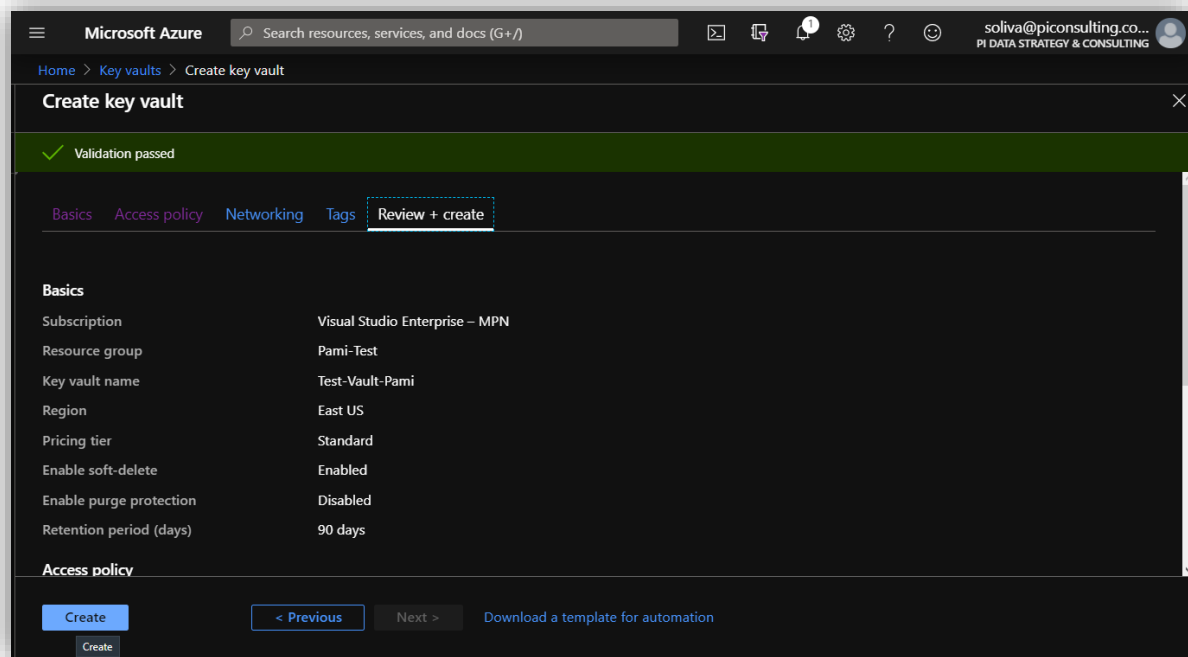 Microsoft Azure
Search resources, services, and docs (G+/)
1
soliva@piconsulting.co...
PI DATA STRATEGY & CONSULTING
Home > Key vaults > Create key vault
Create key vault
Validation passed
Basics Access policy Networking Tags Review + create
Basics
Subscription Visual Studio Enterprise – MPN
Resource group Pami-Test
Key vault name Test-Vault-Pami
Region East US
Pricing tier Standard
Enable soft-delete Enabled
Enable purge protection Disabled
Retention period (days) 90 days
Access policy
Create < Previous Next > Download a template for automation
Create